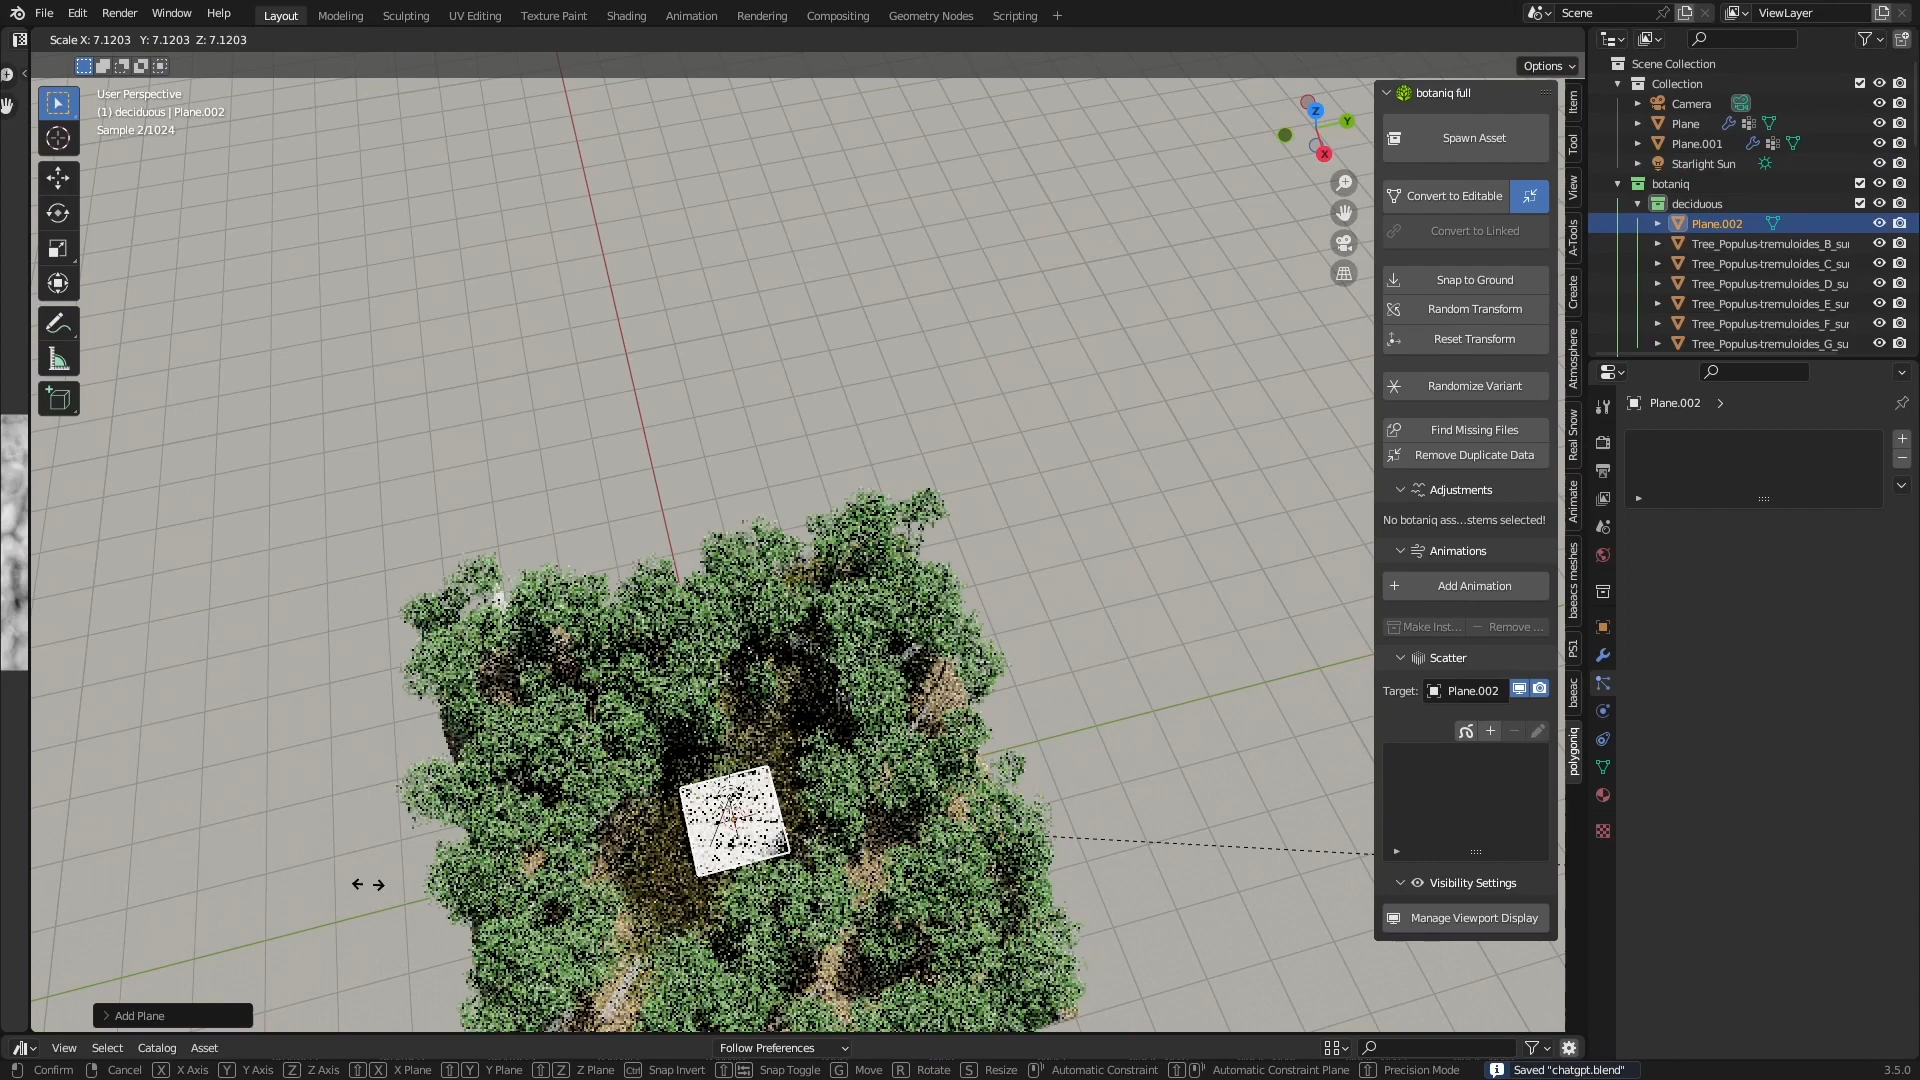 File Edit Render Window Help Layout Modeling Sculpting UV Editing Texture Paint Shading Animation Rendering Compositing Geometry Nodes Scripting Scene ViewLayer
Scale X: 7.1203 Y: 7.1203 Z: 7.1203
Options
User Perspective
(1) deciduous | Plane.002
Sample 2/1024
Z
Y
X
botaniq full
Spawn Asset
Convert to Editable
Convert to Linked
Snap to Ground
Random Transform
Reset Transform
Randomize Variant
Find Missing Files
Remove Duplicate Data
Adjustments
No botaniq ass...stems selected!
Animations
Add Animation
Make Inst... Remove ...
Scatter
Target: Plane.002
Visibility Settings
Manage Viewport Display
Item
Tool
View
A-Tools
Create
Atmosphere
Real Snow
Animate
baeacs meshes
PS1
baeac
polygoniq
Scene Collection
Collection
Camera
Plane
Plane.001
Starlight Sun
botaniq
deciduous
Plane.002
Tree_Populus-tremuloides_B_sur
Tree_Populus-tremuloides_C_sur
Tree_Populus-tremuloides_D_sur
Tree_Populus-tremuloides_E_sur
Tree_Populus-tremuloides_F_sur
Tree_Populus-tremuloides_G_su
Plane.002
Add Plane
View Select Catalog Asset Follow Preferences
Confirm Cancel X X Axis Y Y Axis Z Z Axis X X Plane Y Y Plane Z Z Plane Ctrl Snap Invert Snap Toggle G Move R Rotate S Resize Automatic Constraint Automatic Constraint Plane Precision Mode Saved "chatgpt.blend" 3.5.0